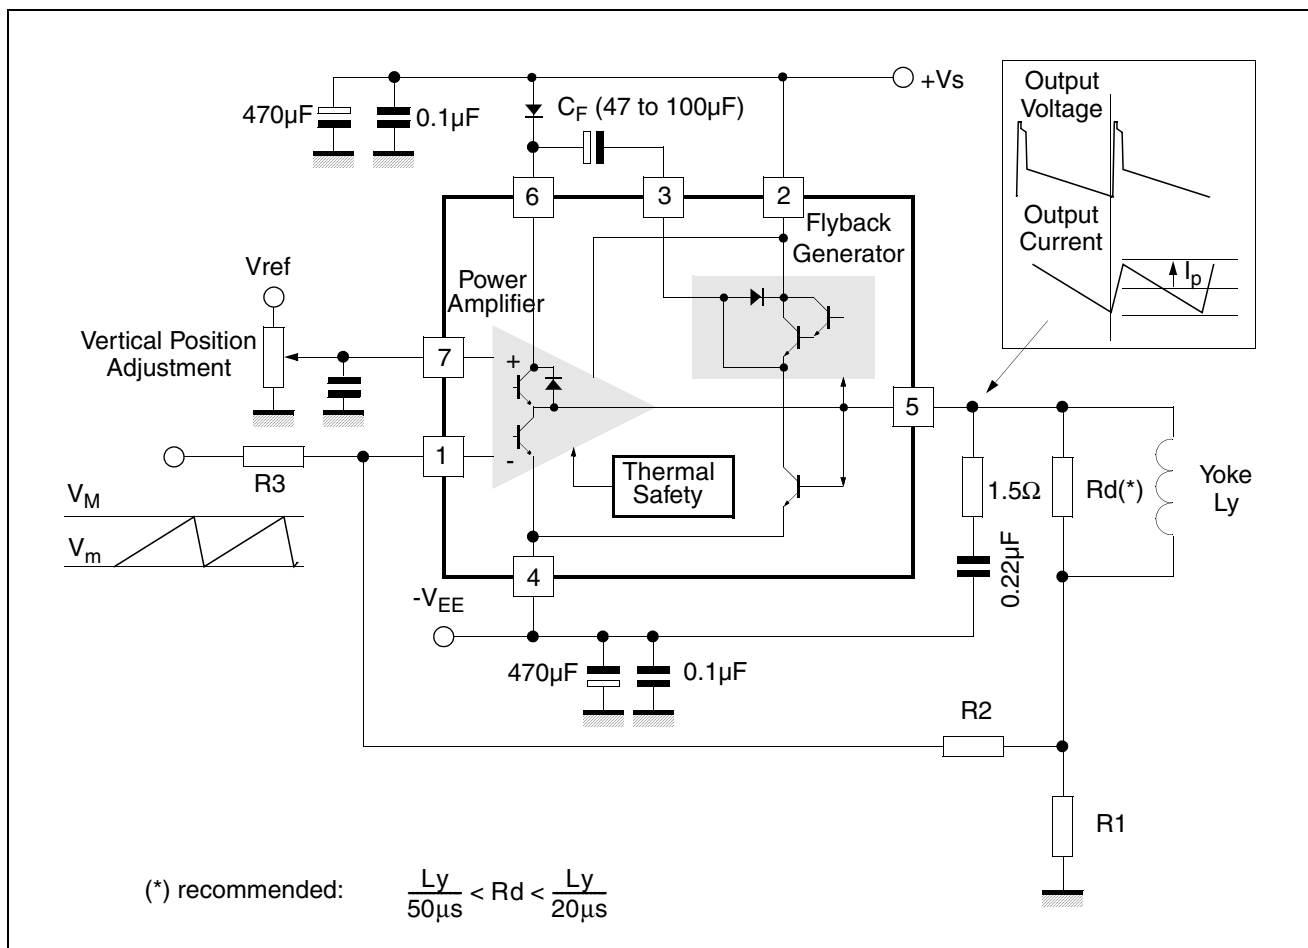 +Vs
470µF
0.1µF
C_F (47 to 100µF)
Output
Voltage
Output
Current
I_p
6
3
2
Flyback
Generator
Power
Amplifier
Vref
Vertical Position
Adjustment
7
+
5
1
-
R3
Thermal
Safety
1.5Ω
Rd(*)
Yoke
Ly
0.22µF
V_M
V_m
4
-V_EE
470µF
0.1µF
R2
R1
(*) recommended: Ly/50µs < Rd < Ly/20µs